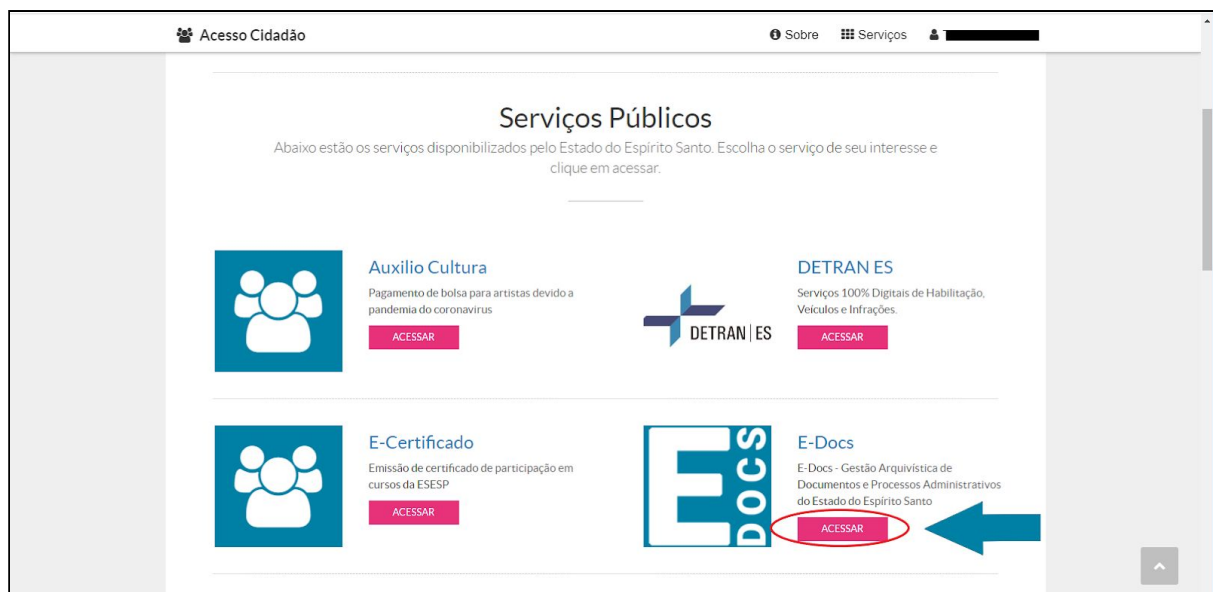 Acesso Cidadão
Sobre
Serviços
Serviços Públicos
Abaixo estão os serviços disponibilizados pelo Estado do Espírito Santo. Escolha o serviço de seu interesse e
clique em acessar.
Auxilio Cultura
Pagamento de bolsa para artistas devido a
pandemia do coronavirus
ACESSAR
DETRAN | ES
DETRAN ES
Serviços 100% Digitais de Habilitação,
Veículos e Infrações.
ACESSAR
E-Certificado
Emissão de certificado de participação em
cursos da ESESP
ACESSAR
E DOCS
E-Docs
E-Docs - Gestão Arquivística de
Documentos e Processos Administrativos
do Estado do Espírito Santo
ACESSAR